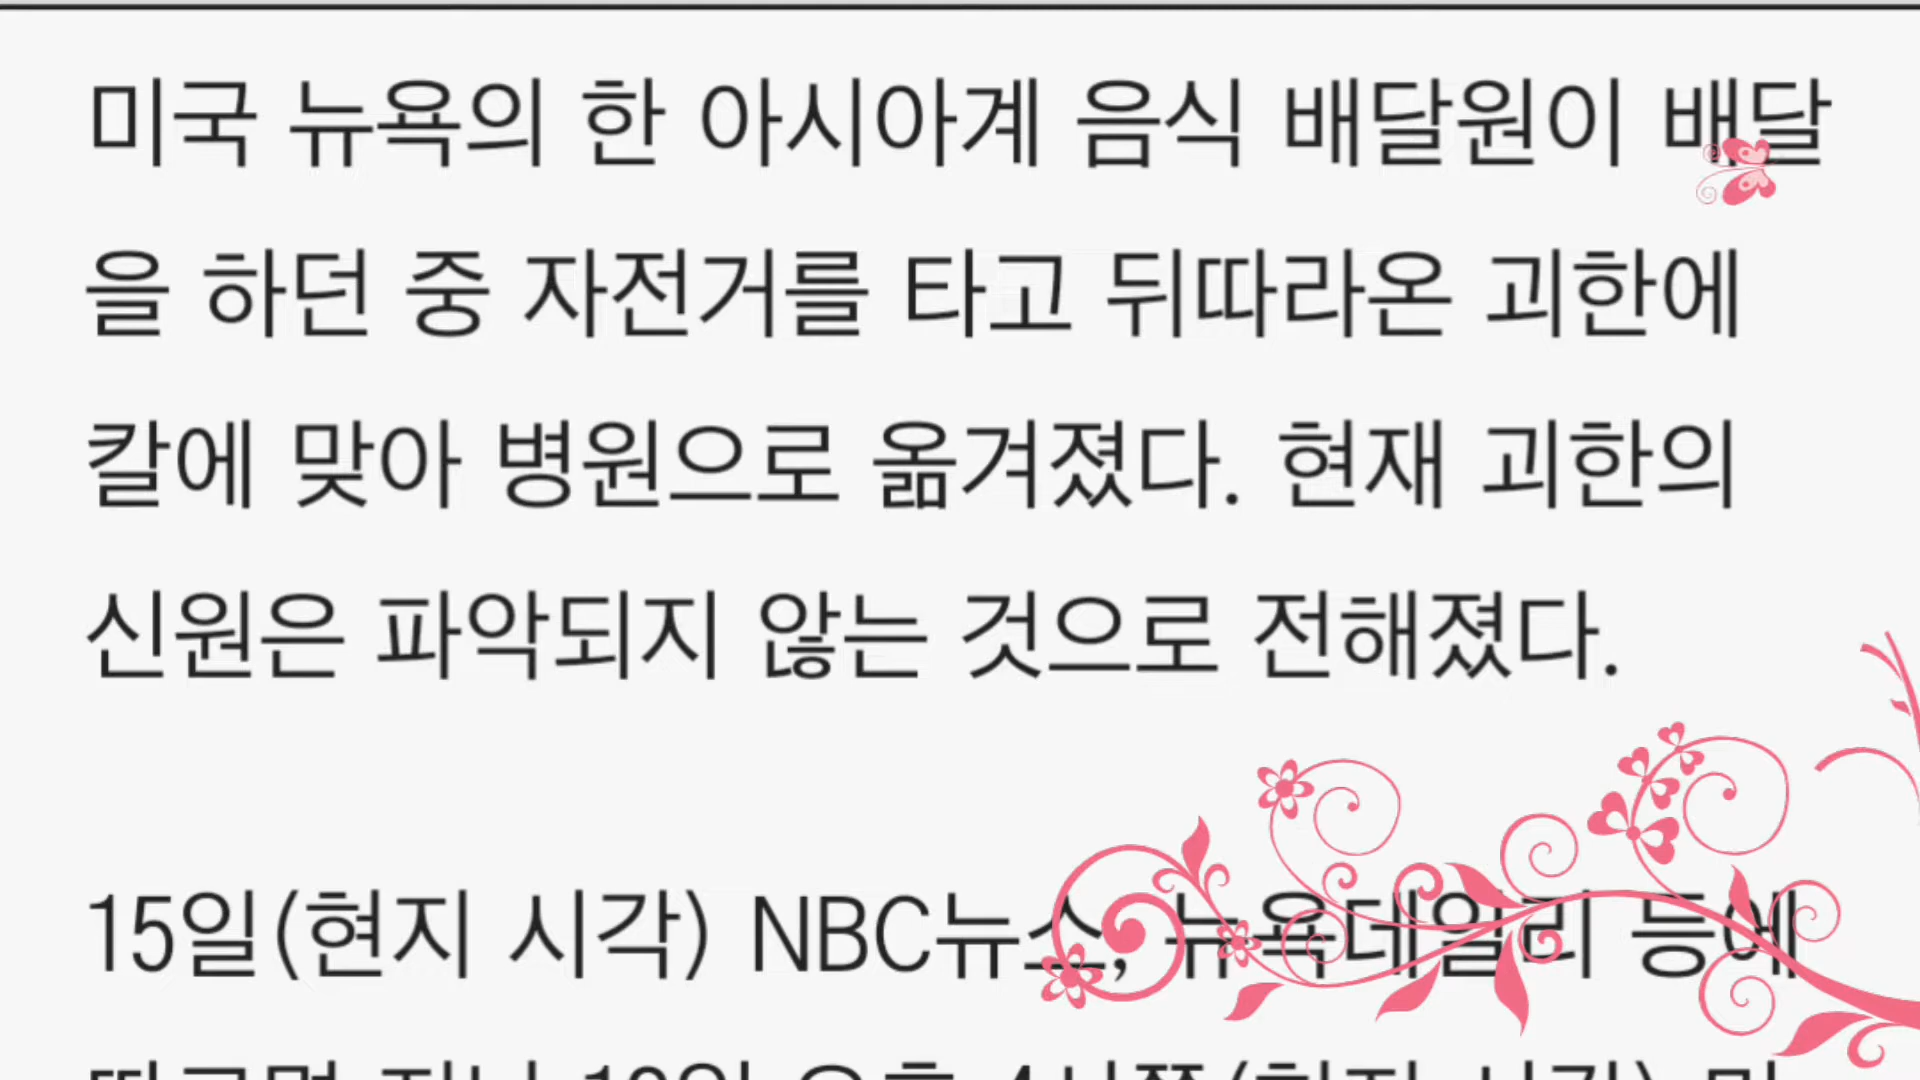 미국 뉴욕의 한 아시아계 음식 배달원이 배달
을 하던 중 자전거를 타고 뒤따라온 괴한에
칼에 맞아 병원으로 옮겨졌다. 현재 괴한의
신원은 파악되지 않는 것으로 전해졌다.
15일(현지 시각) NBC뉴스, 뉴욕데일리 등에